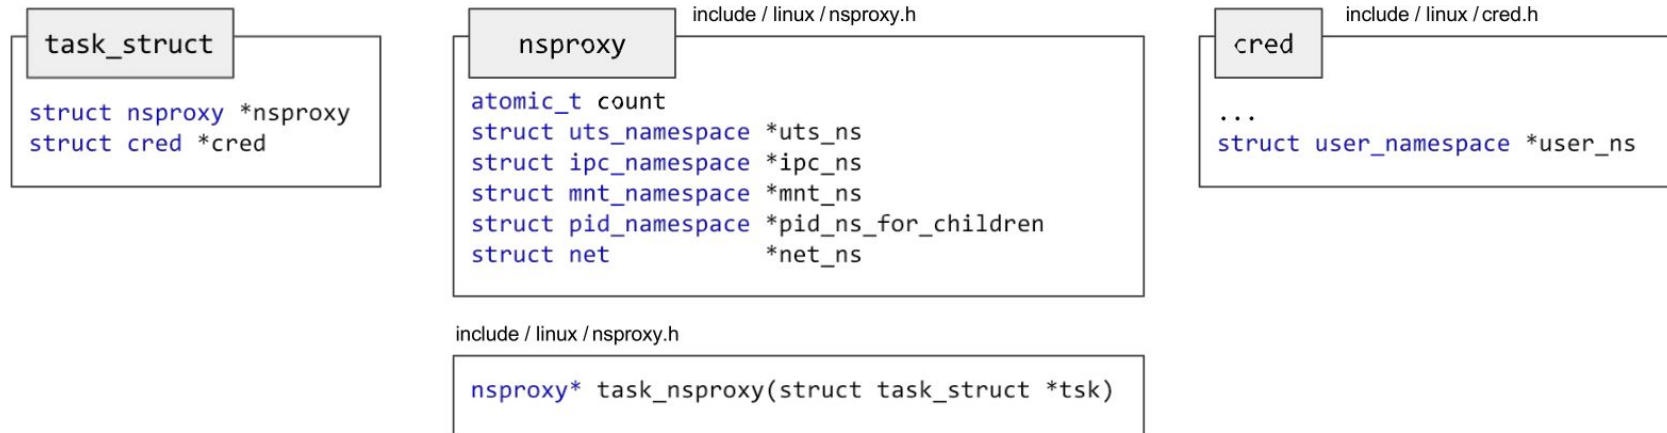 task_struct
struct nsproxy *nsproxy
struct cred *cred
include / linux / nsproxy.h
nsproxy
atomic_t count
struct uts_namespace *uts_ns
struct ipc_namespace *ipc_ns
struct mnt_namespace *mnt_ns
struct pid_namespace *pid_ns_for_children
struct net *net_ns
include / linux / nsproxy.h
nsproxy* task_nsproxy(struct task_struct *tsk)
include / linux / cred.h
cred
...
struct user_namespace *user_ns